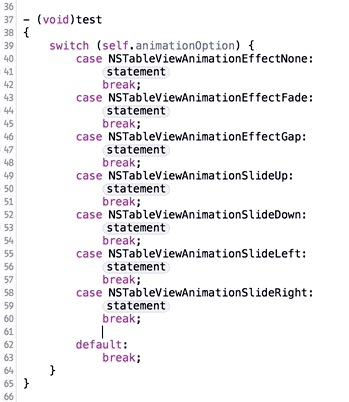 36
37 - (void)test
38 {
39 switch (self.animationOption) {
40 case NSTableViewAnimationEffectNone:
41 statement
42 break;
43 case NSTableViewAnimationEffectFade:
44 statement
45 break;
46 case NSTableViewAnimationEffectGap:
47 statement
48 break;
49 case NSTableViewAnimationSlideUp:
50 statement
51 break;
52 case NSTableViewAnimationSlideDown:
53 statement
54 break;
55 case NSTableViewAnimationSlideLeft:
56 statement
57 break;
58 case NSTableViewAnimationSlideRight:
59 statement
60 break;
61
62 default:
63 break;
64 }
65 }
66